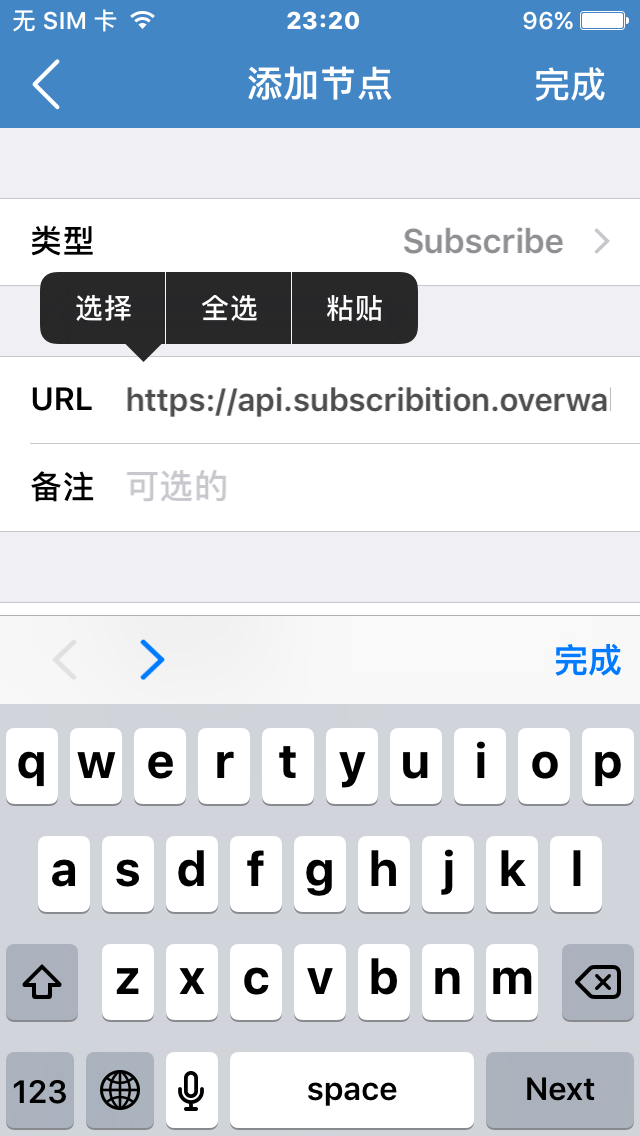 无 SIM 卡 23:20 96%
添加节点 完成
类型 Subscribe
选择 全选 粘贴
URL https://api.subscribition.overwal
备注 可选的
完成
q w e r t y u i o p
a s d f g h j k l
z x c v b n m
123 space Next